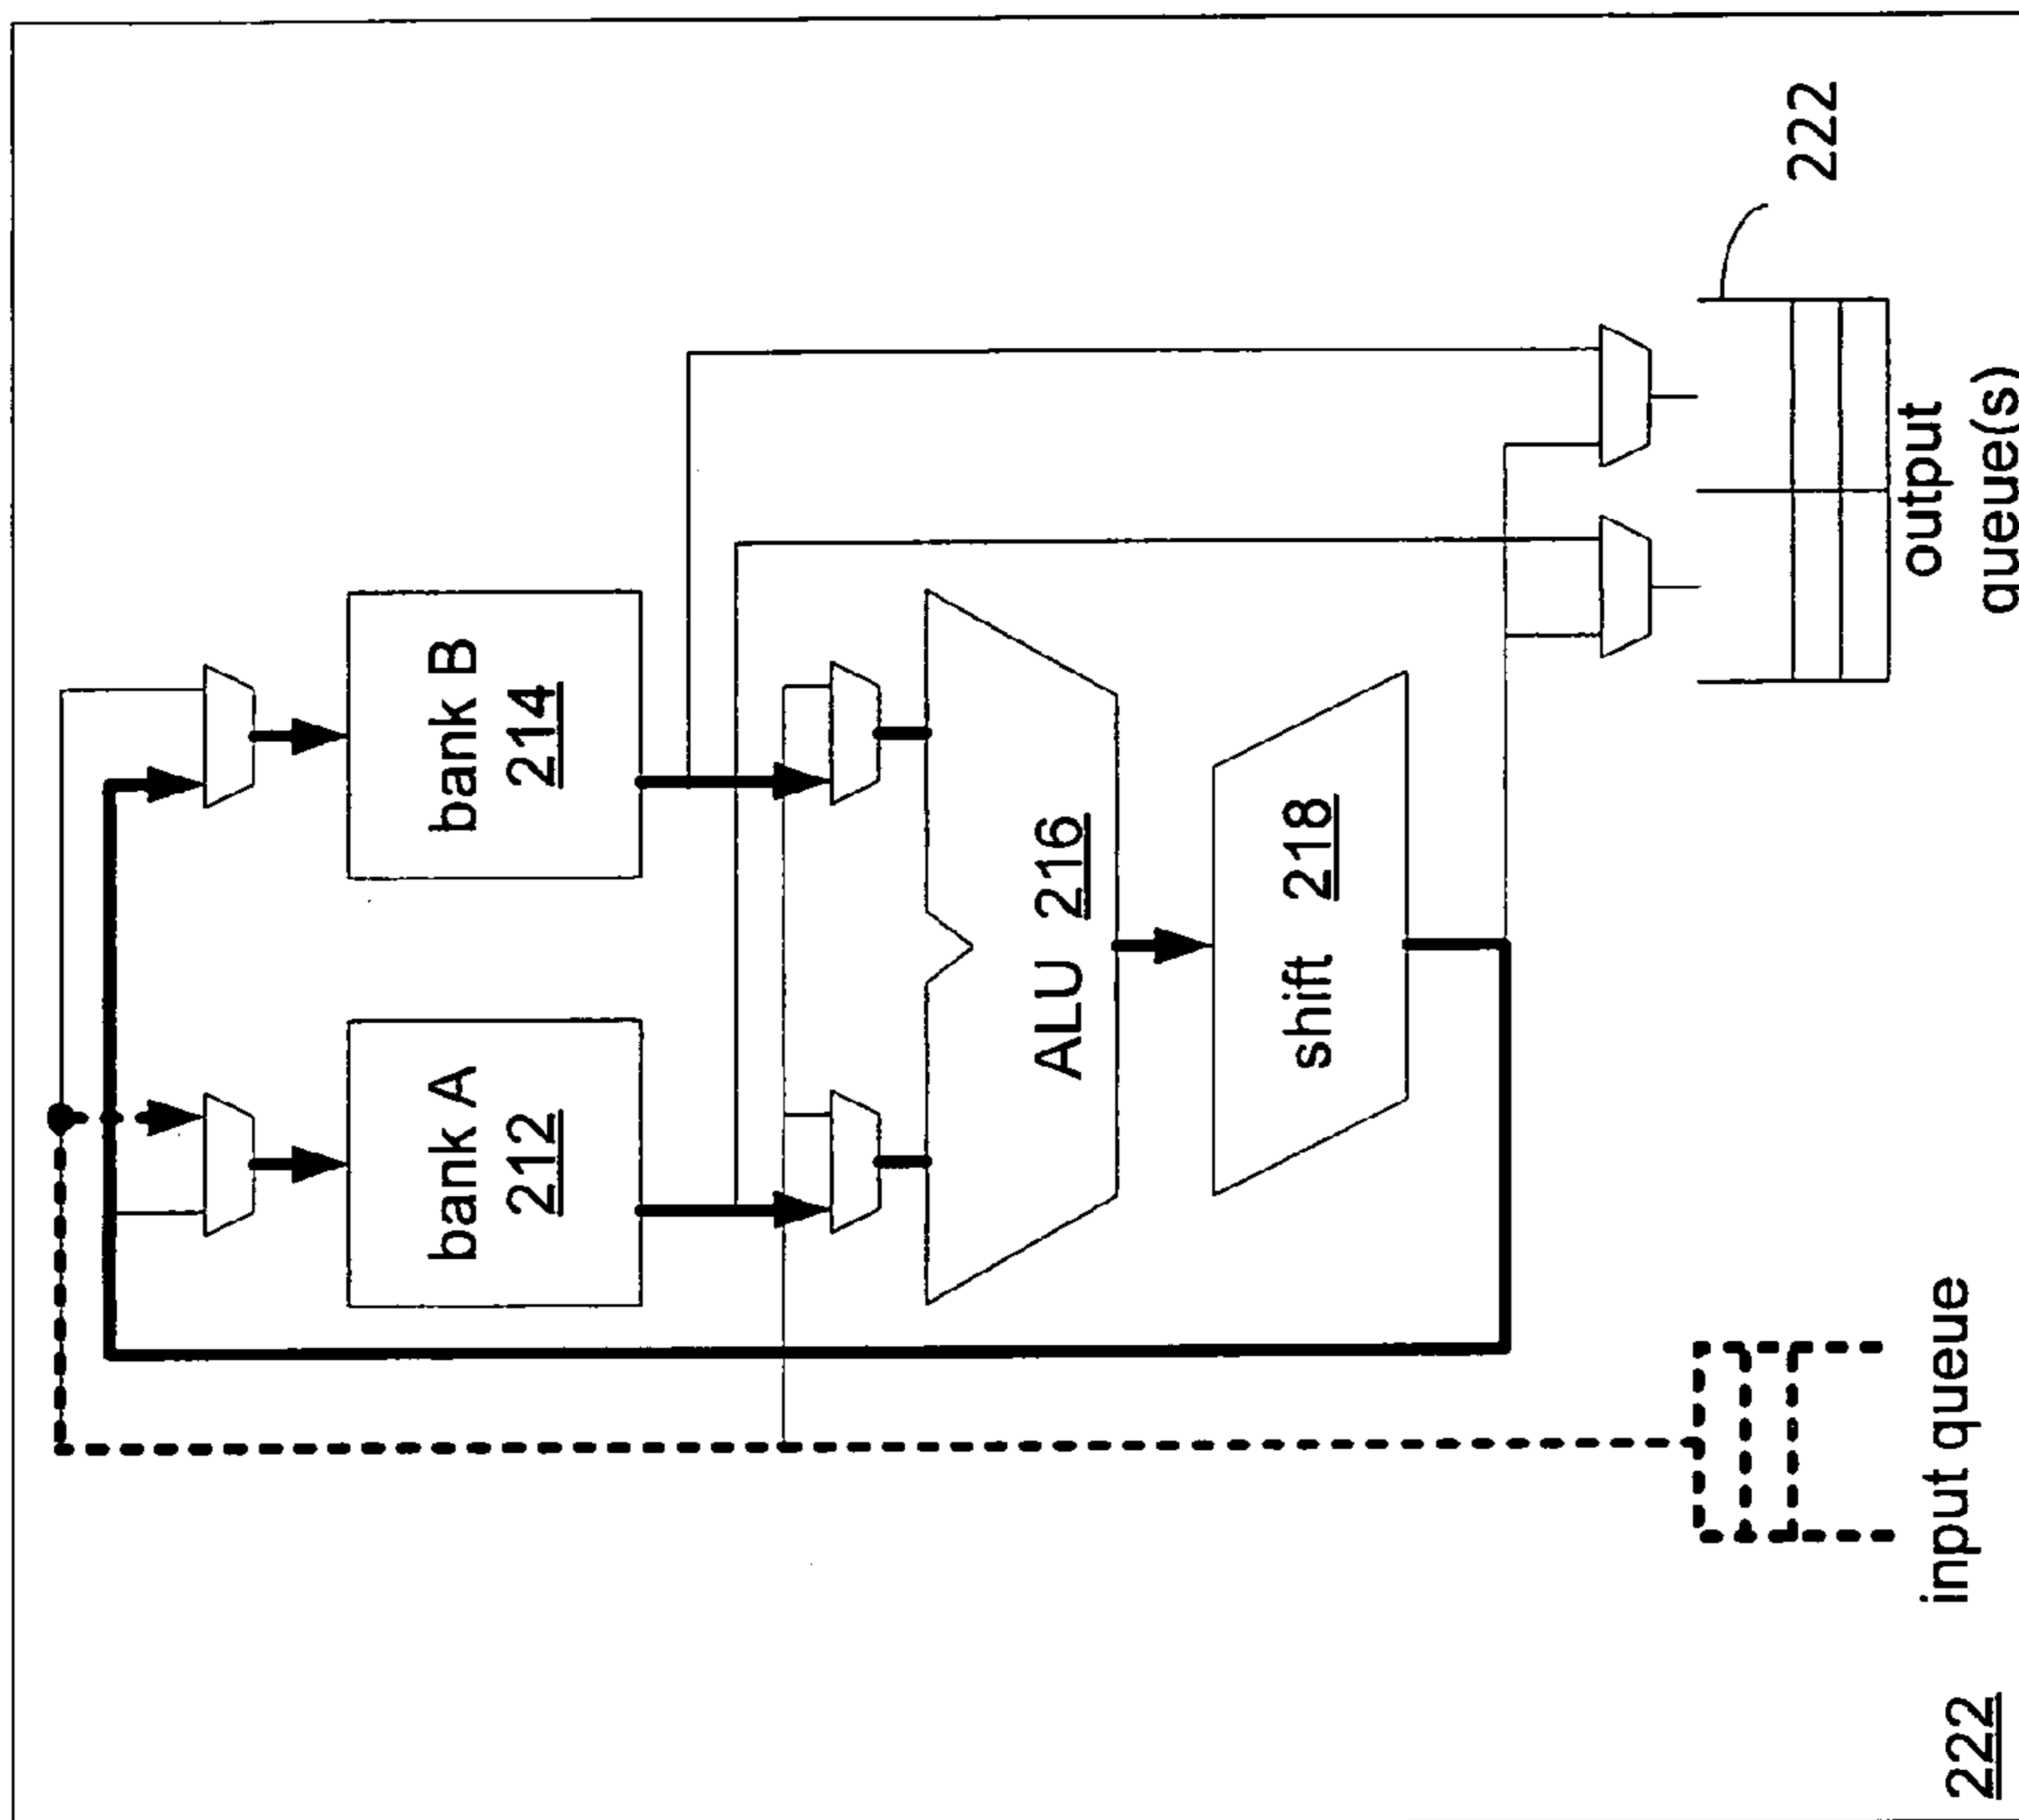 222
bank B
214
bank A
212
ALU 216
shift 218
output
queue(s)
input queue
222